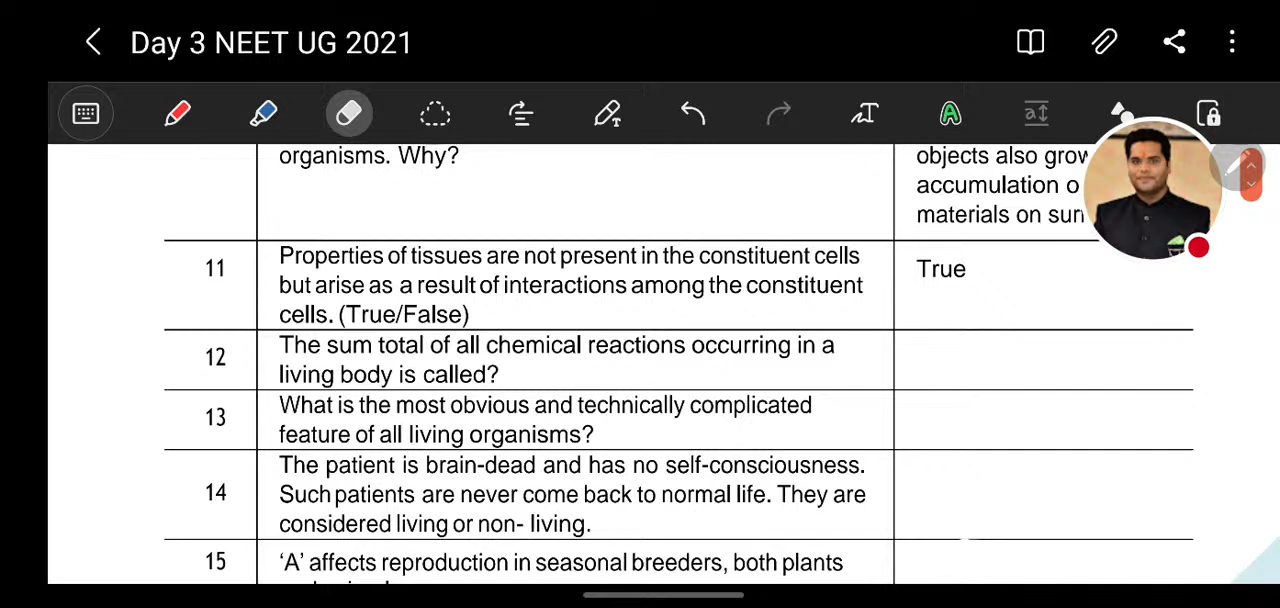 Day 3 NEET UG 2021
organisms. Why?
objects also grow
accumulation o
materials on surf
11
Properties of tissues are not present in the constituent cells
but arise as a result of interactions among the constituent
cells. (True/False)
True
12
The sum total of all chemical reactions occurring in a
living body is called?
13
What is the most obvious and technically complicated
feature of all living organisms?
14
The patient is brain-dead and has no self-consciousness.
Such patients are never come back to normal life. They are
considered living or non- living.
15
‘A’ affects reproduction in seasonal breeders, both plants